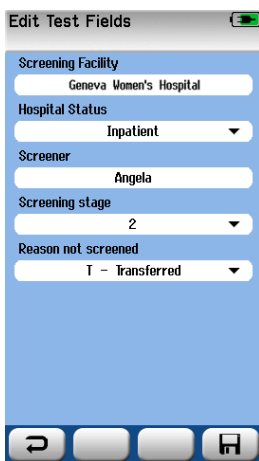 Edit Test Fields
Screening Facility
Geneva Women's Hospital
Hospital Status
Inpatient
Screener
Angela
Screening stage
2
Reason not screened
T - Transferred